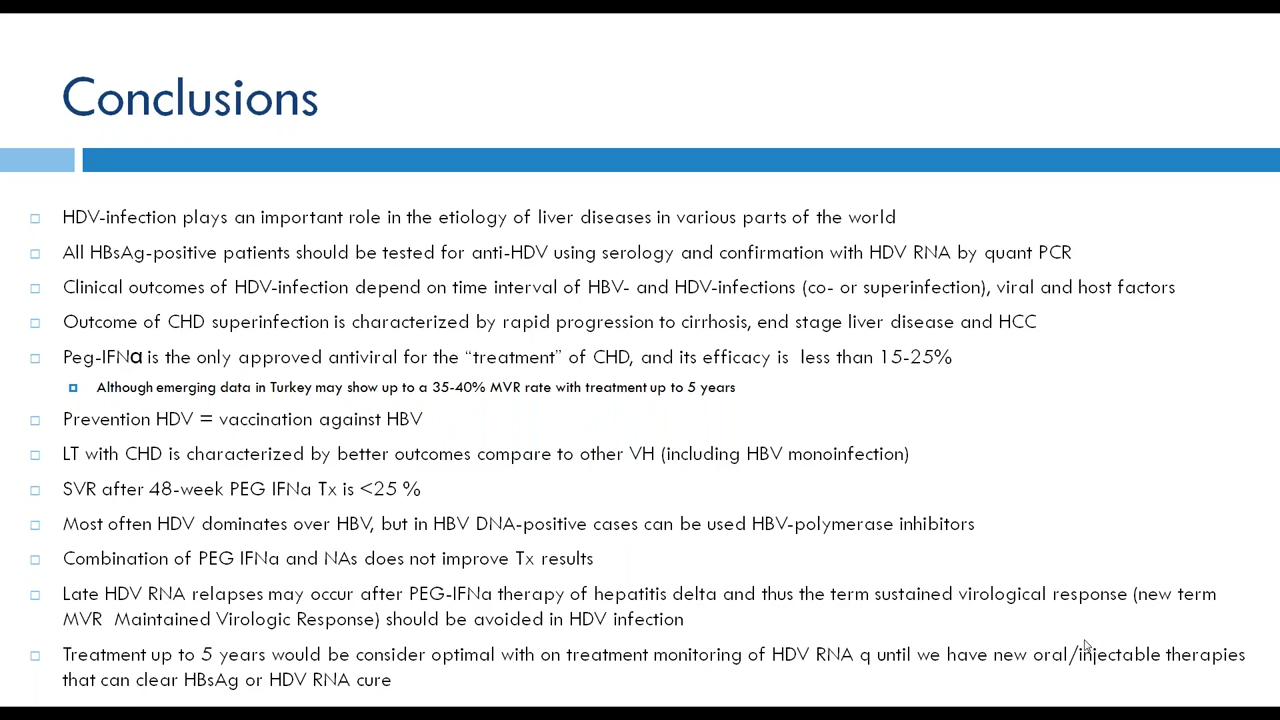 Conclusions
HDV-infection plays an important role in the etiology of liver diseases in various parts of the world
All HBsAg-positive patients should be tested for anti-HDV using serology and confirmation with HDV RNA by quant PCR
Clinical outcomes of HDV-infection depend on time interval of HBV- and HDV-infections (co- or superinfection), viral and host factors
Outcome of CHD superinfection is characterized by rapid progression to cirrhosis, end stage liver disease and HCC
Peg-IFNα is the only approved antiviral for the “treatment” of CHD, and its efficacy is less than 15-25%
Although emerging data in Turkey may show up to a 35-40% MVR rate with treatment up to 5 years
Prevention HDV = vaccination against HBV
LT with CHD is characterized by better outcomes compare to other VH (including HBV monoinfection)
SVR after 48-week PEG IFNa Tx is <25 %
Most often HDV dominates over HBV, but in HBV DNA-positive cases can be used HBV-polymerase inhibitors
Combination of PEG IFNa and NAs does not improve Tx results
Late HDV RNA relapses may occur after PEG-IFNa therapy of hepatitis delta and thus the term sustained virological response (new term
MVR Maintained Virologic Response) should be avoided in HDV infection
Treatment up to 5 years would be consider optimal with on treatment monitoring of HDV RNA q until we have new oral/injectable therapies
that can clear HBsAg or HDV RNA cure